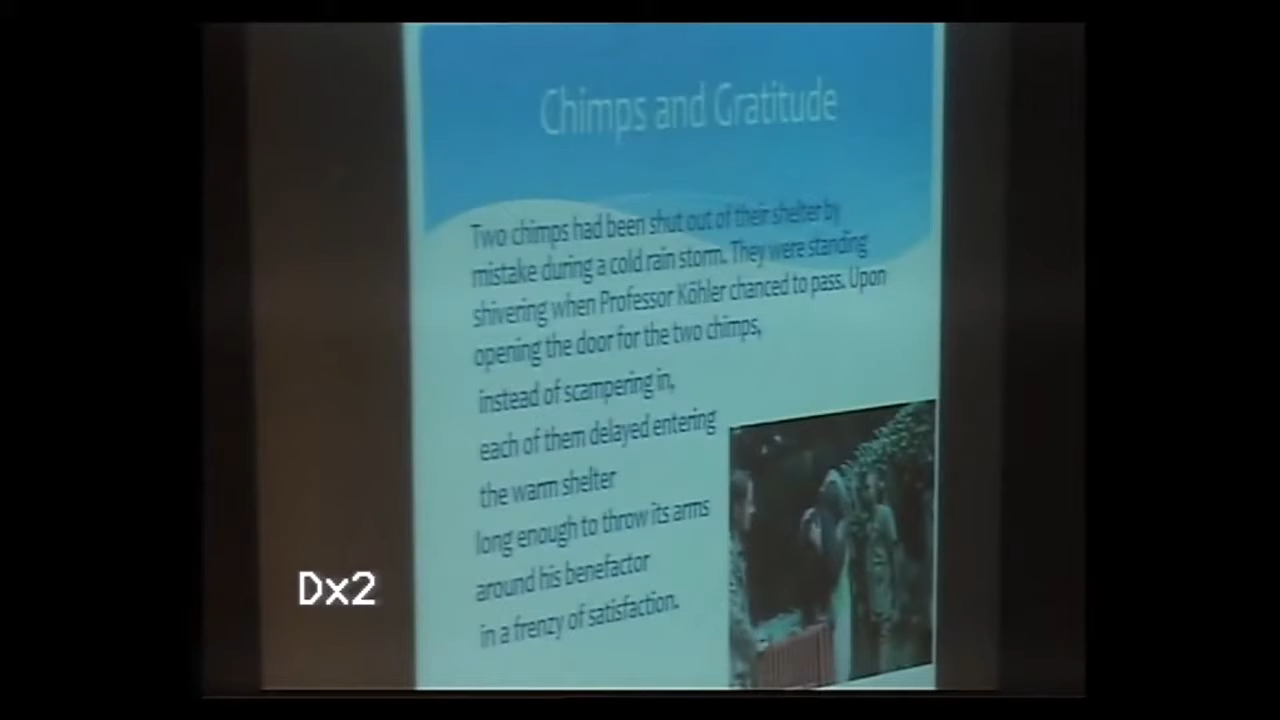 Chimps and Gratitude
Two chimps had been shut out of their shelter by
mistake during a cold rain storm. They were standing
shivering when Professor Köhler chanced to pass. Upon
opening the door for the two chimps,
instead of scampering in,
each of them delayed entering
the warm shelter
long enough to throw its arms
around his benefactor
in a frenzy of satisfaction.
Dx2